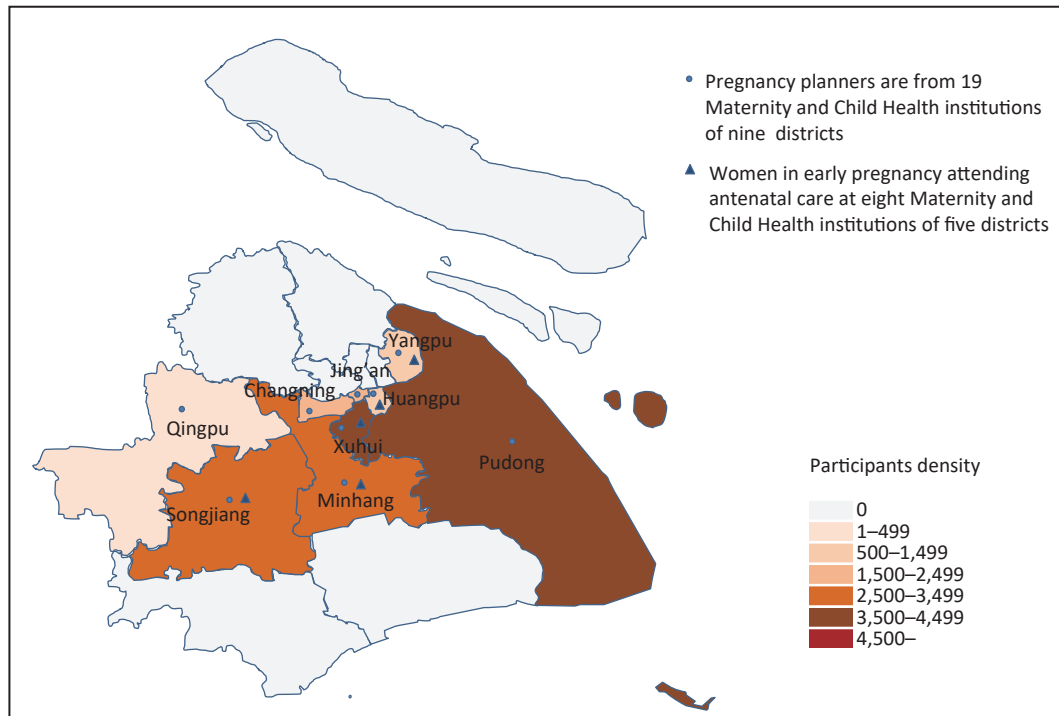 Pregnancy planners are from 19
Maternity and Child Health institutions
of nine districts
Women in early pregnancy attending
antenatal care at eight Maternity and
Child Health institutions of five districts
Yangpu
Jing'an
Changning
Huangpu
Qingpu
Xuhui
Pudong
Minhang
Songjiang
Participants density
0
1–499
500–1,499
1,500–2,499
2,500–3,499
3,500–4,499
4,500–